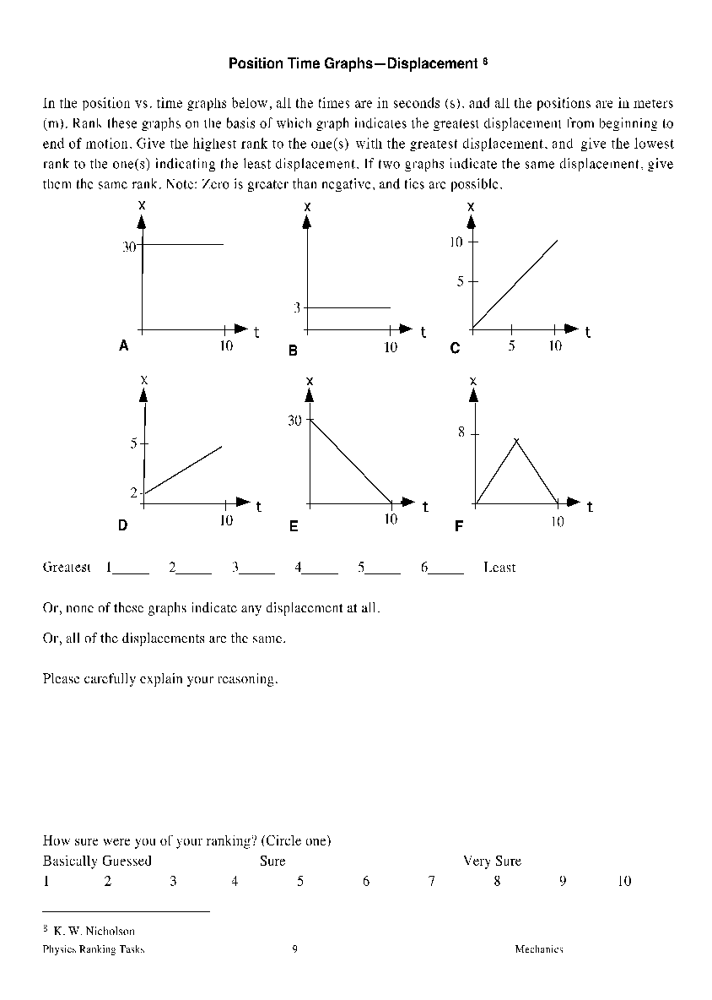 Position Time Graphs—Displacement 8
In the position vs. time graphs below, all the times are in seconds (s), and all the positions are in meters
(m). Rank these graphs on the basis of which graph indicates the greatest displacement from beginning to
end of motion. Give the highest rank to the one(s) with the greatest displacement, and give the lowest
rank to the one(s) indicating the least displacement. If two graphs indicate the same displacement, give
them the same rank. Note: Zero is greater than negative, and ties are possible.
x x x
30 10
5
3
t t t
10 10 5 10
A B C
x x x
30 8
5
2
t t t
10 10 10
D E F
Greatest 1_____ 2_____ 3_____ 4_____ 5_____ 6_____ Least
Or, none of these graphs indicate any displacement at all.
Or, all of the displacements are the same.
Please carefully explain your reasoning.
How sure were you of your ranking? (Circle one)
Basically Guessed Sure Very Sure
1 2 3 4 5 6 7 8 9 10
8 K. W. Nicholson
Physics Ranking Tasks 9 Mechanics